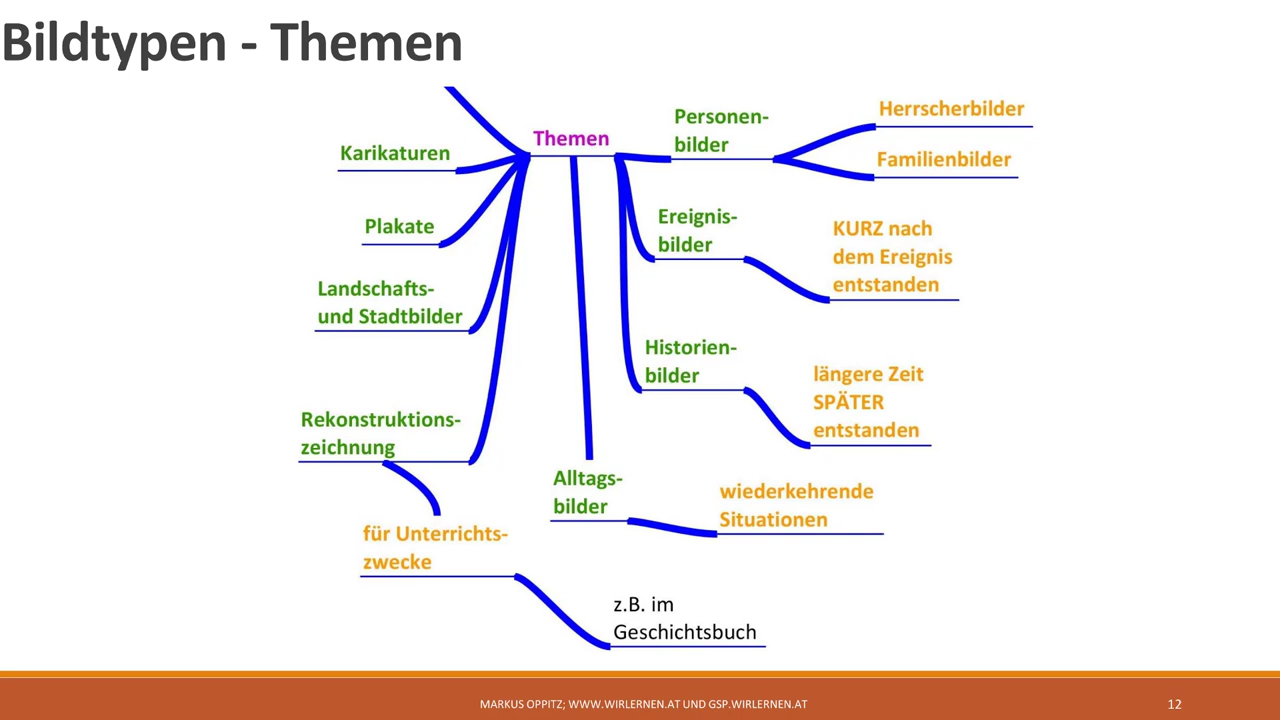 Bildtypen - Themen
Themen
Personen-
bilder
Herrscherbilder
Familienbilder
Ereignis-
bilder
KURZ nach
dem Ereignis
entstanden
Historien-
bilder
längere Zeit
SPÄTER
entstanden
Alltags-
bilder
wiederkehrende
Situationen
Karikaturen
Plakate
Landschafts-
und Stadtbilder
Rekonstruktions-
zeichnung
für Unterrichts-
zwecke
z.B. im
Geschichtsbuch
MARKUS OPPITZ; WWW.WIRLERNEN.AT UND GSP.WIRLERNEN.AT
12